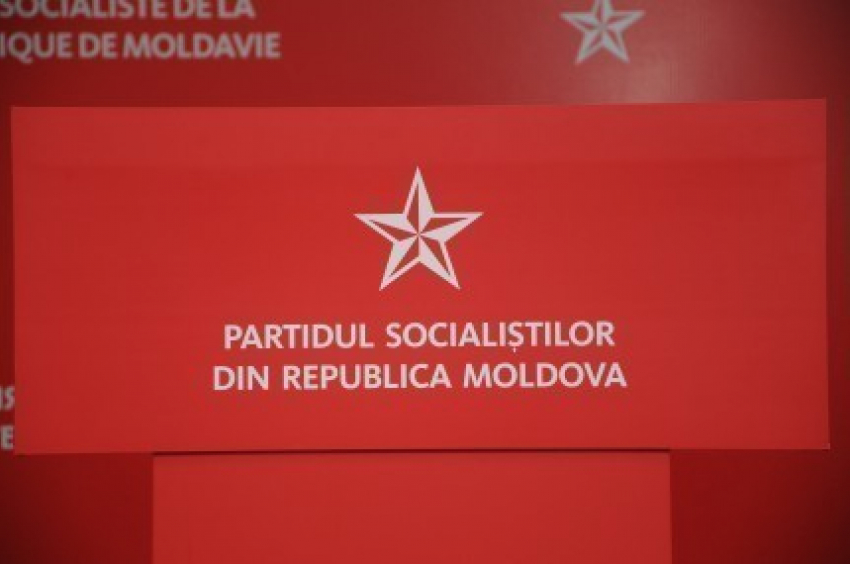 SOCIALISTE DE LA
IQUE DE MOLDAVIE
PARTIDUL SOCIALIȘTILOR
DIN REPUBLICA MOLDOVA